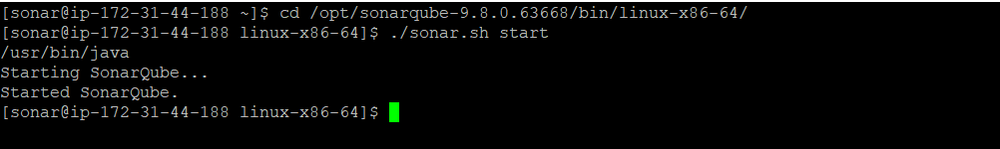 [sonar@ip-172-31-44-188 ~]$ cd /opt/sonarqube-9.8.0.63668/bin/linux-x86-64/
[sonar@ip-172-31-44-188 linux-x86-64]$ ./sonar.sh start
/usr/bin/java
Starting SonarQube...
Started SonarQube.
[sonar@ip-172-31-44-188 linux-x86-64]$